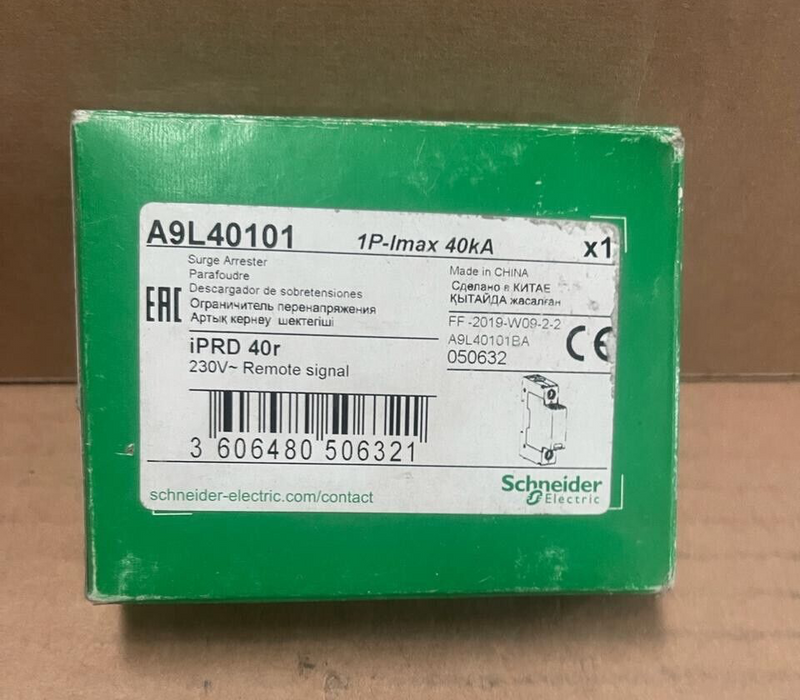 A9L40101 1P-Imax 40kA x1
Surge Arrester
Parafoudre
Descargador de sobretensiones
Ограничитель перенапряжения
Артық кернеу шектегіші
EAC
Made in CHINA
Сделано в КИТАЕ
ҚЫТАЙДА жасалған
FF-2019-W09-2-2
A9L40101BA
050632
CE
iPRD 40r
230V~ Remote signal
3 606480 506321
schneider-electric.com/contact
Schneider
Electric